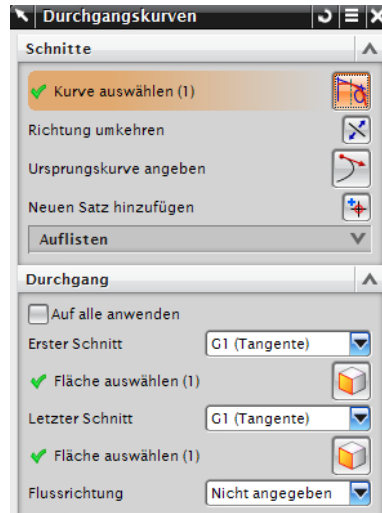 Durchgangskurven
Schnitte
Kurve auswählen (1)
Richtung umkehren
Ursprungskurve angeben
Neuen Satz hinzufügen
Auflisten
Durchgang
Auf alle anwenden
Erster Schnitt G1 (Tangente)
Fläche auswählen (1)
Letzter Schnitt G1 (Tangente)
Fläche auswählen (1)
Flussrichtung Nicht angegeben